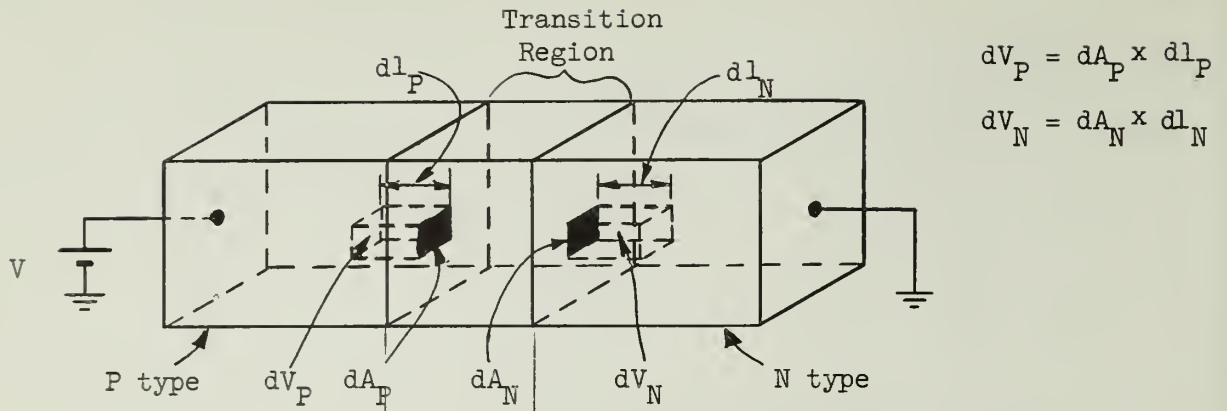 Transition
Region
dl_P
dl_N
dV_P = dA_P x dl_P
dV_N = dA_N x dl_N
V
P type
dV_P
dA_P
dA_N
dV_N
N type